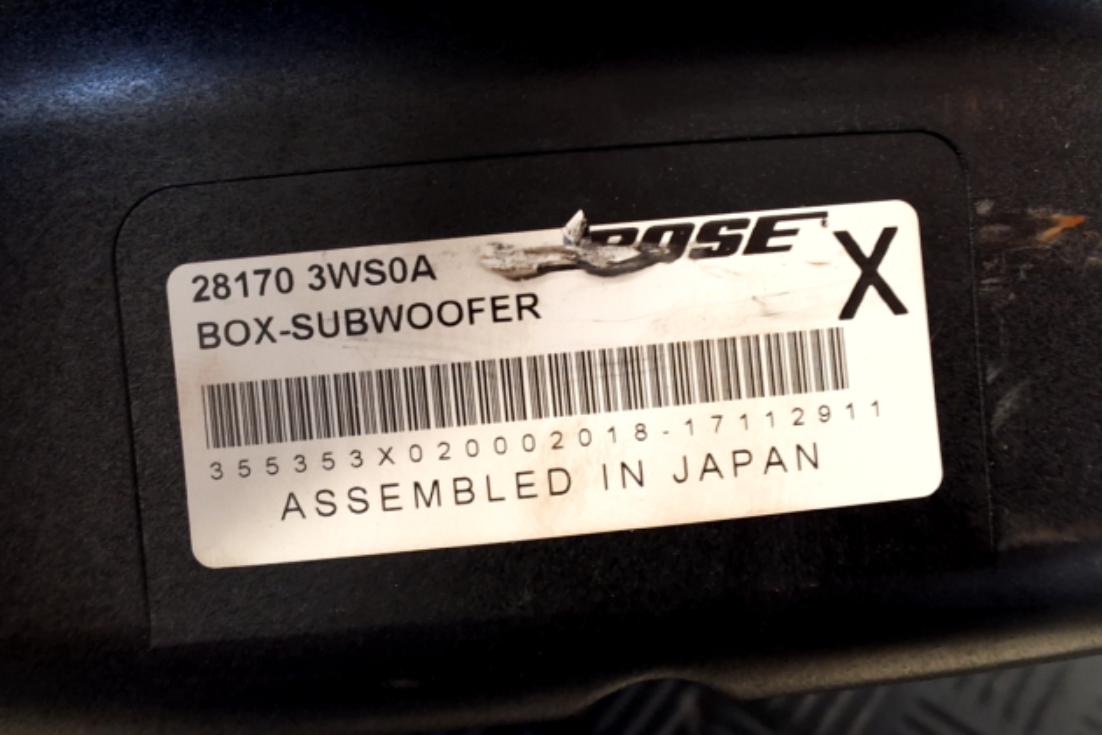 28170 3WS0A BOSE X
BOX-SUBWOOFER
355353X020002018-17112911
ASSEMBLED IN JAPAN